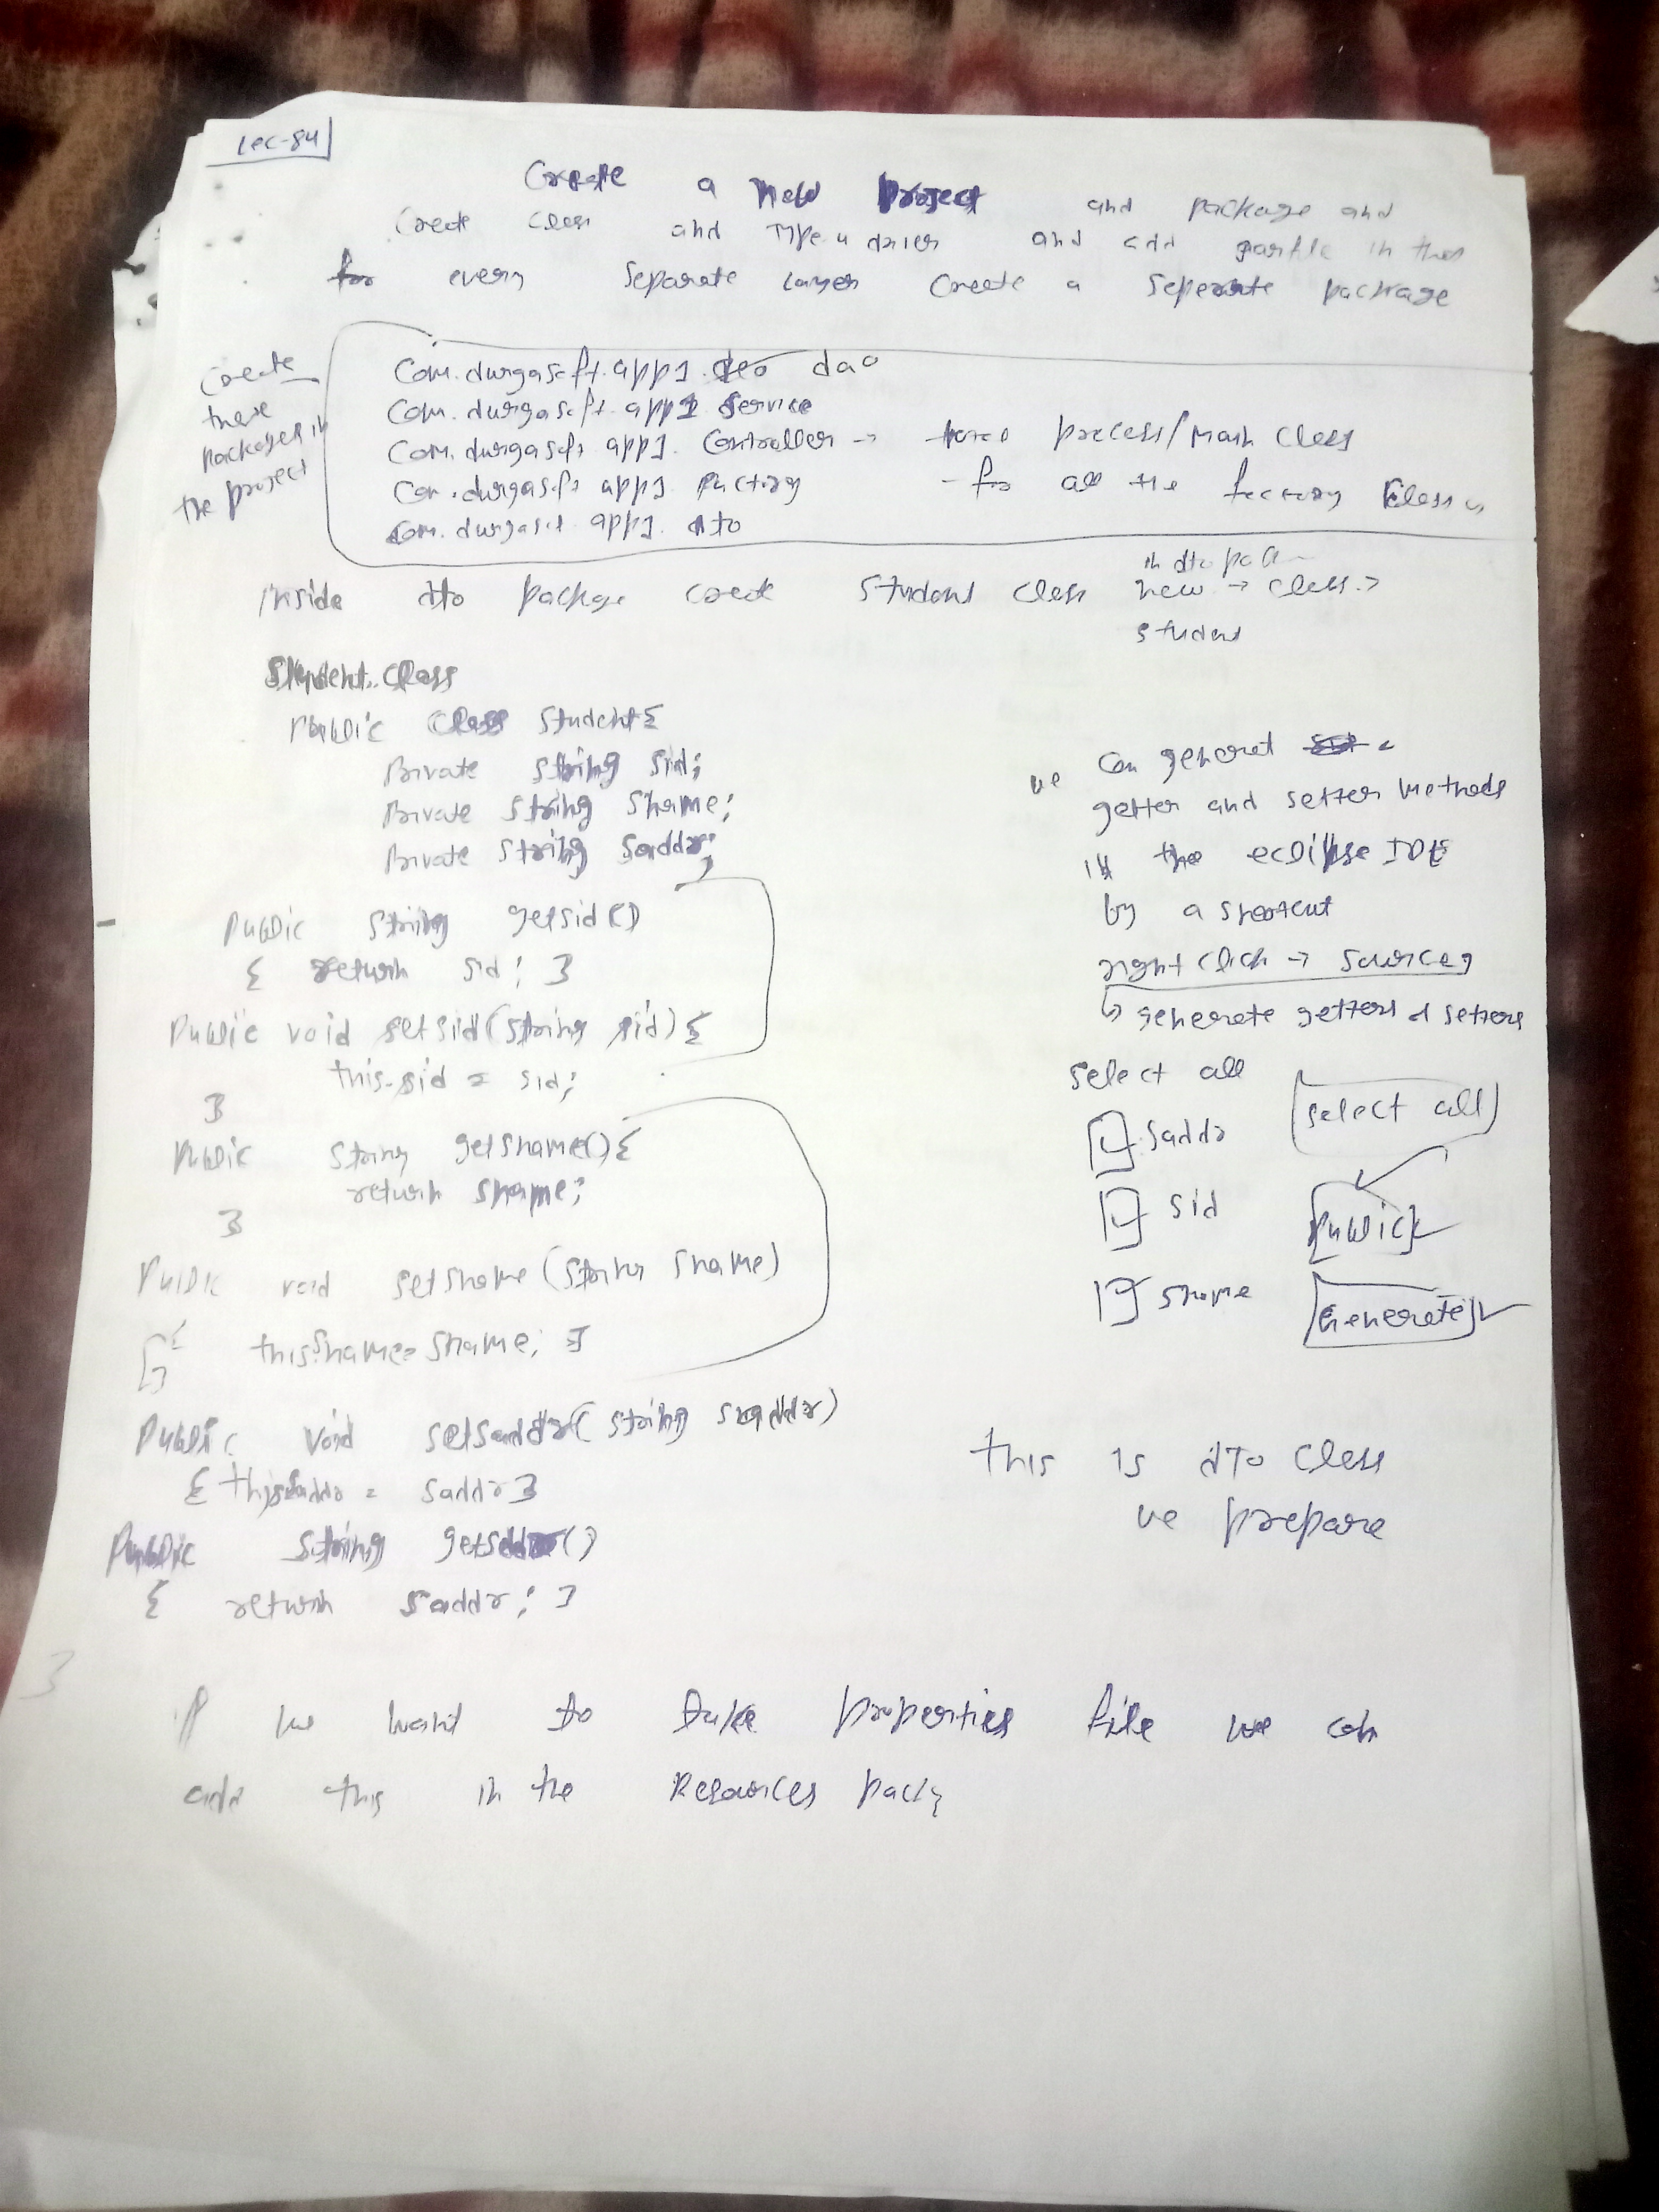 Lec-84
Create a new project and package and
Create class and Type 4 driver and add jar file in this
for every separate layer create a seperate package
Create
these
packages in
the project
com.durgasoft.app1. dao
com.durgasoft.app1 service
com.durgasoft app1. controller → process/main class
com.durgasoft app1 factory - for all the factory class
com.durgasoft app1. dto
inside dto package create student class
in dto pack
new → class →
student
Student.class
Public class student{
Private string sid;
Private string sname;
Private string saddr;
Public string getsid()
{ return sid; }
Public void setsid(string sid){
this.sid = sid;
}
Public string getsname(){
return sname;
}
Public void setsname(string sname)
{ this.sname= sname; }
Public void setsaddr(string saddr)
{ this.saddr = saddr }
Public string getsaddr()
{ return saddr; }
}
we can generat
getter and setter methods
in the eclipse IDE
by a shortcut
right click → source
↳ generate getters & setters
select all
saddr
select all
sid
public
sname
Generate
this is dTo class
we prepare
if we want to take properties file we can
add this in the resources pack